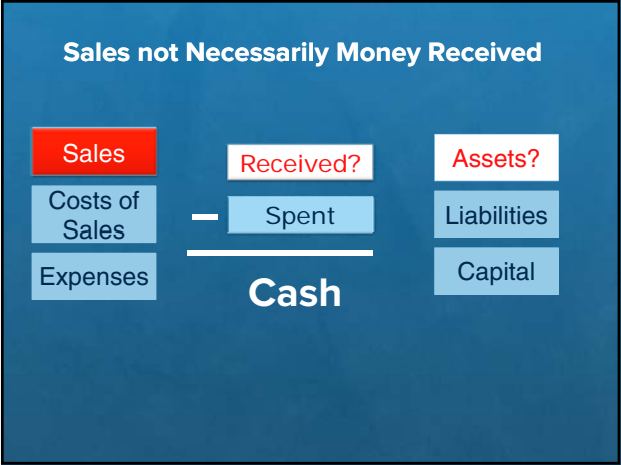 Sales not Necessarily Money Received
Sales
Costs of
Sales
Expenses
Received?
– Spent
Cash
Assets?
Liabilities
Capital